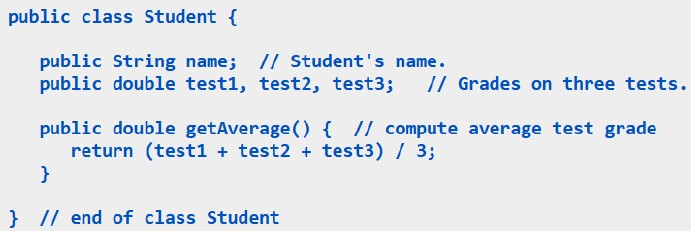 public class Student {
public String name;  // Student's name.
public double test1, test2, test3;   // Grades on three tests.
public double getAverage() {  // compute average test grade
return (test1 + test2 + test3) / 3;
}
}  // end of class Student